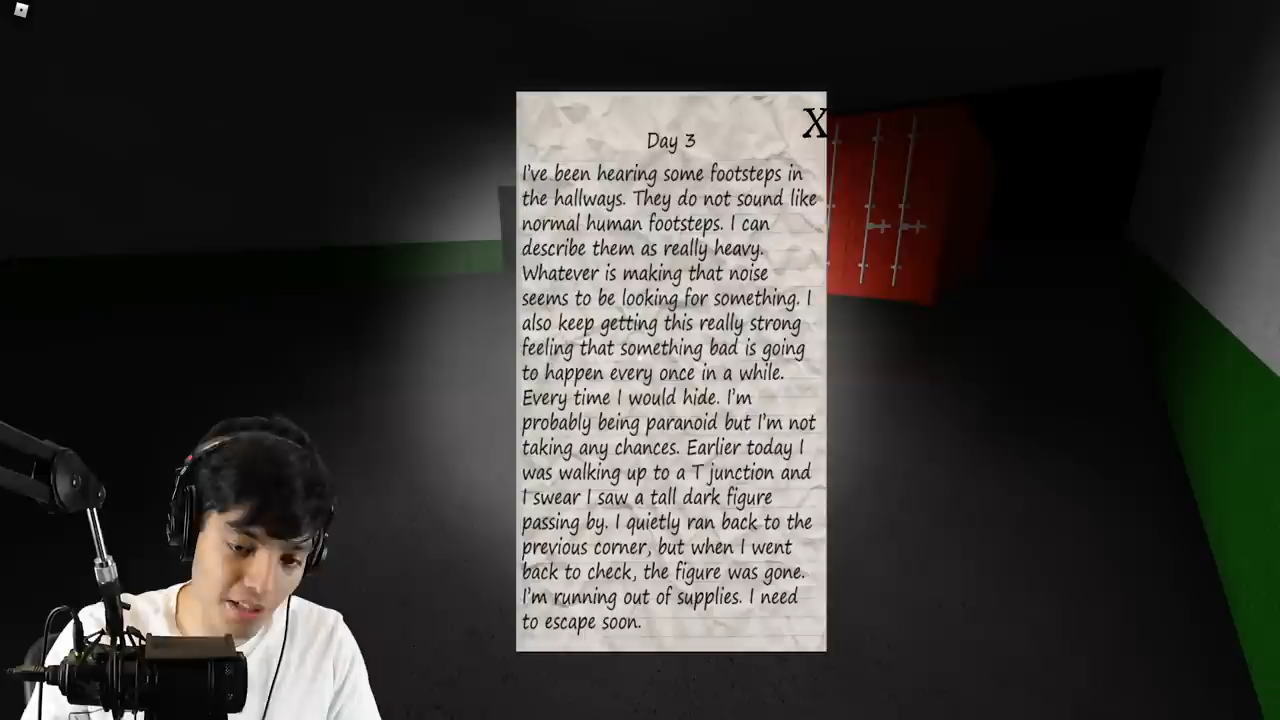 X
Day 3
I've been hearing some footsteps in
the hallways. They do not sound like
normal human footsteps. I can
describe them as really heavy.
Whatever is making that noise
seems to be looking for something. I
also keep getting this really strong
feeling that something bad is going
to happen every once in a while.
Every time I would hide. I'm
probably being paranoid but I'm not
taking any chances. Earlier today I
was walking up to a T junction and
I swear I saw a tall dark figure
passing by. I quietly ran back to the
previous corner, but when I went
back to check, the figure was gone.
I'm running out of supplies. I need
to escape soon.